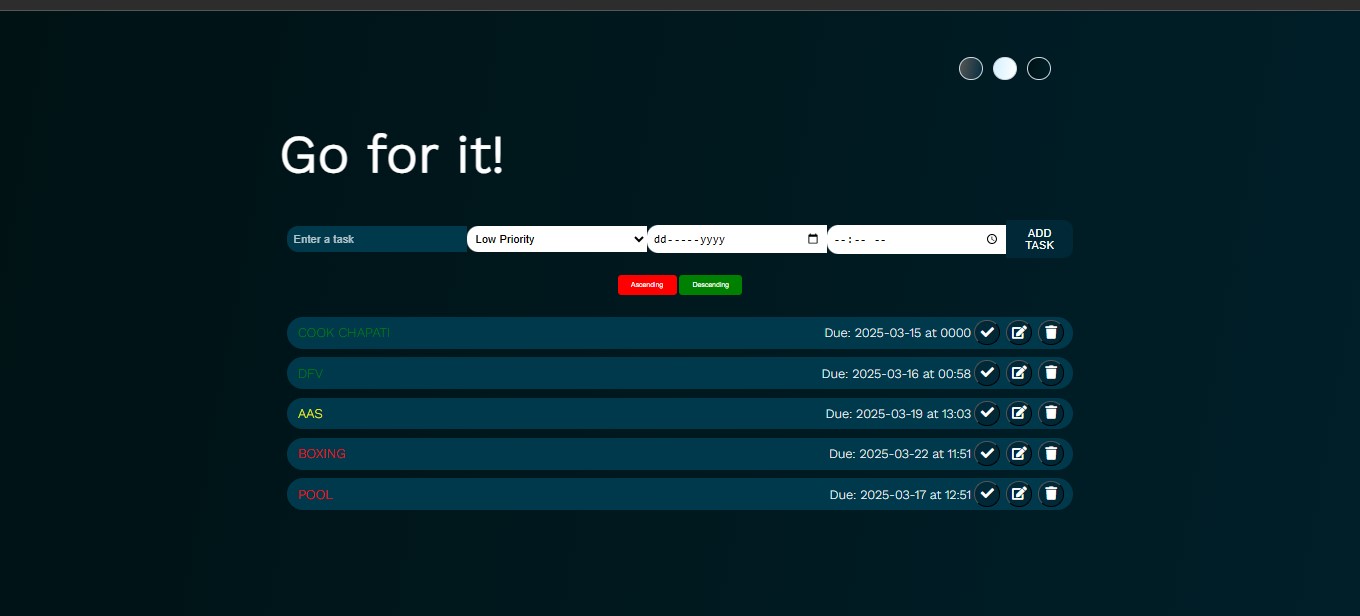 Go for it!
Enter a task Low Priority dd-----yyyy --:-- -- ADD
TASK
Ascending Descending
COOK CHAPATI Due: 2025-03-15 at 0000
DFV Due: 2025-03-16 at 00:58
AAS Due: 2025-03-19 at 13:03
BOXING Due: 2025-03-22 at 11:51
POOL Due: 2025-03-17 at 12:51